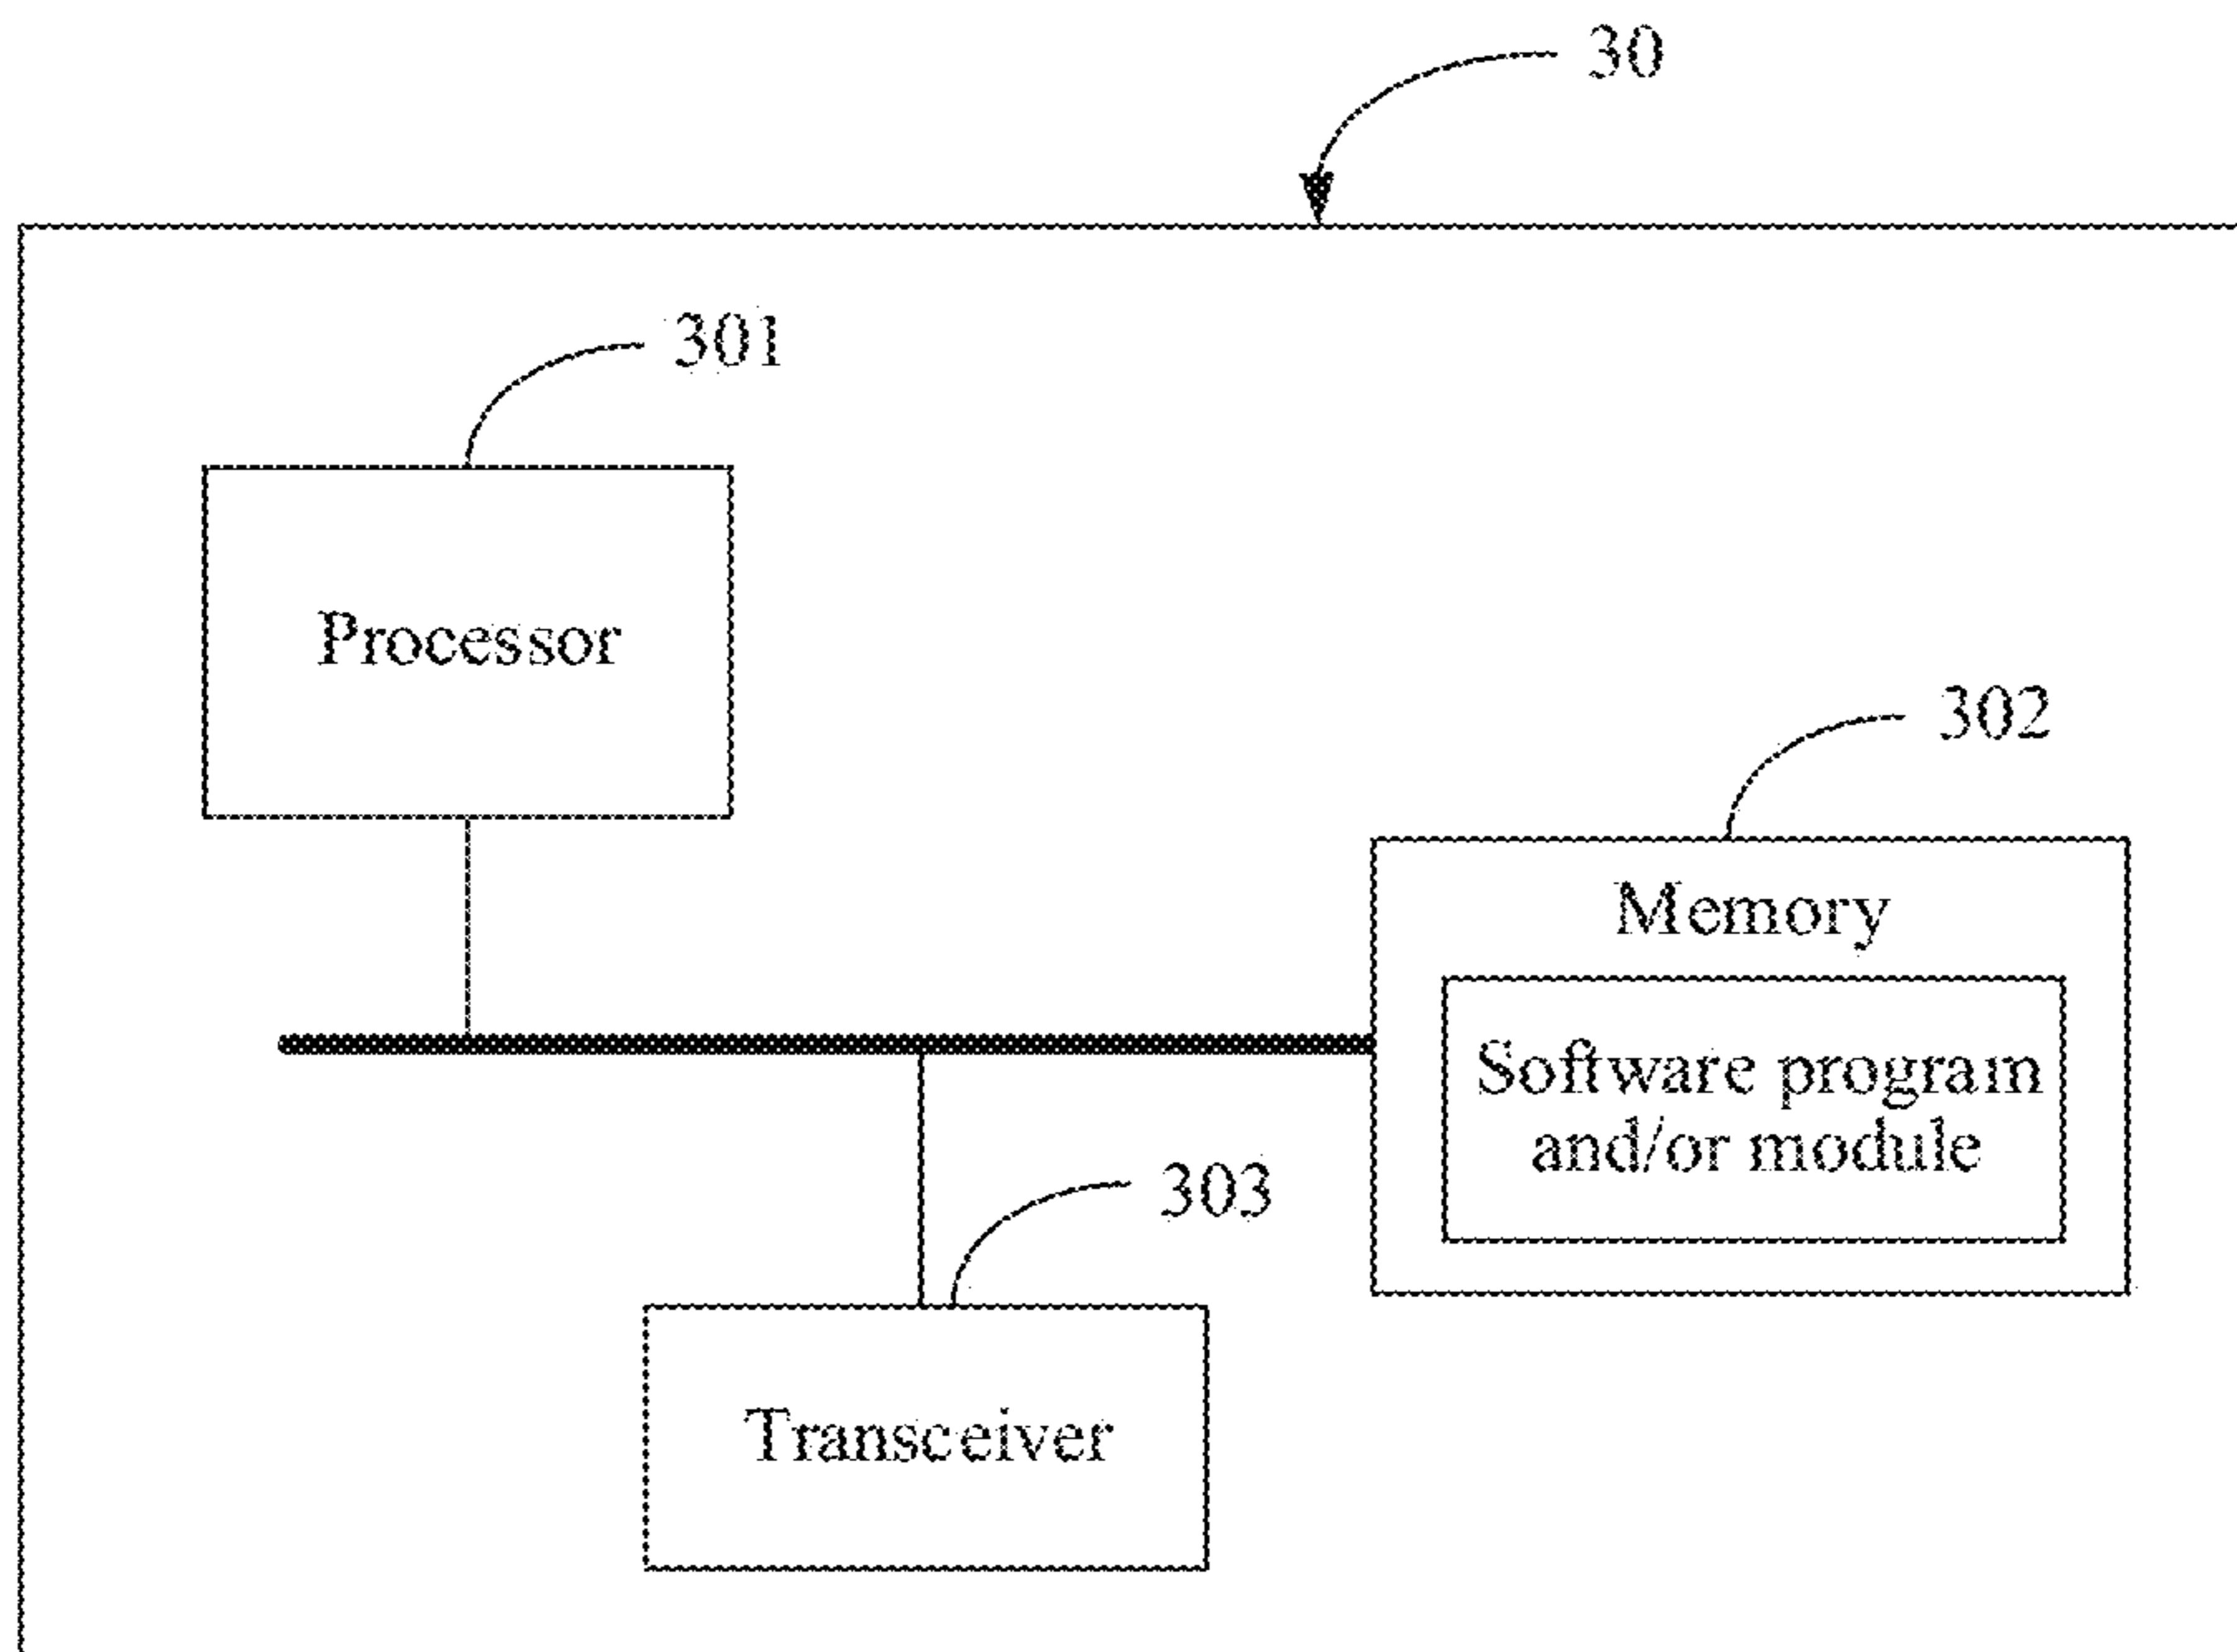 30
301
Processor
302
Memory
Software program
and/or module
303
Transceiver